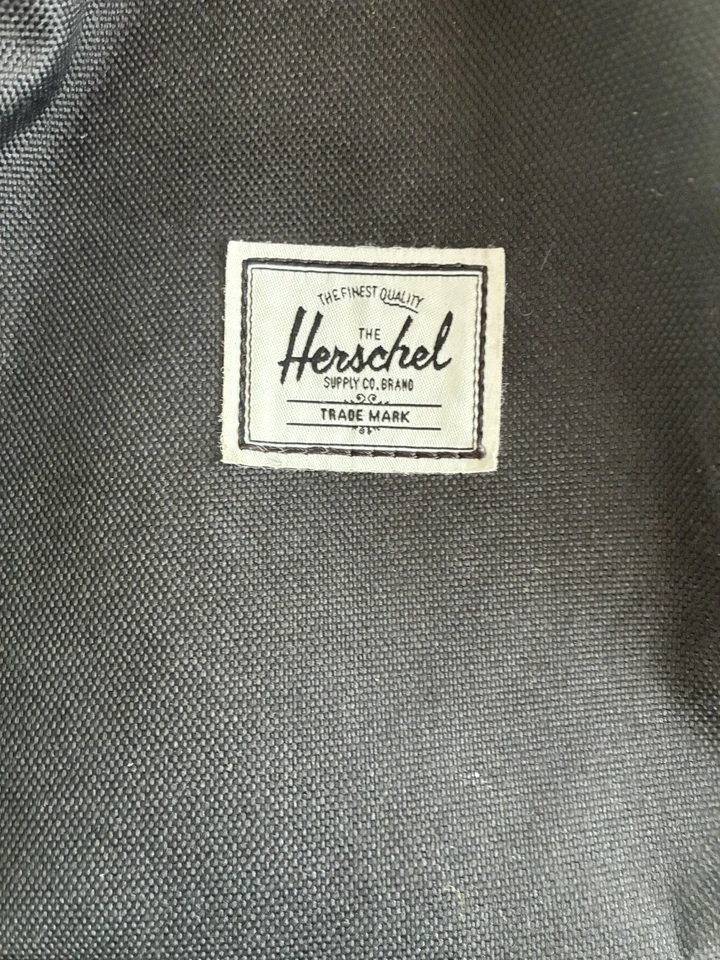 THE FINEST QUALITY
THE
Herschel
SUPPLY CO. BRAND
TRADE MARK